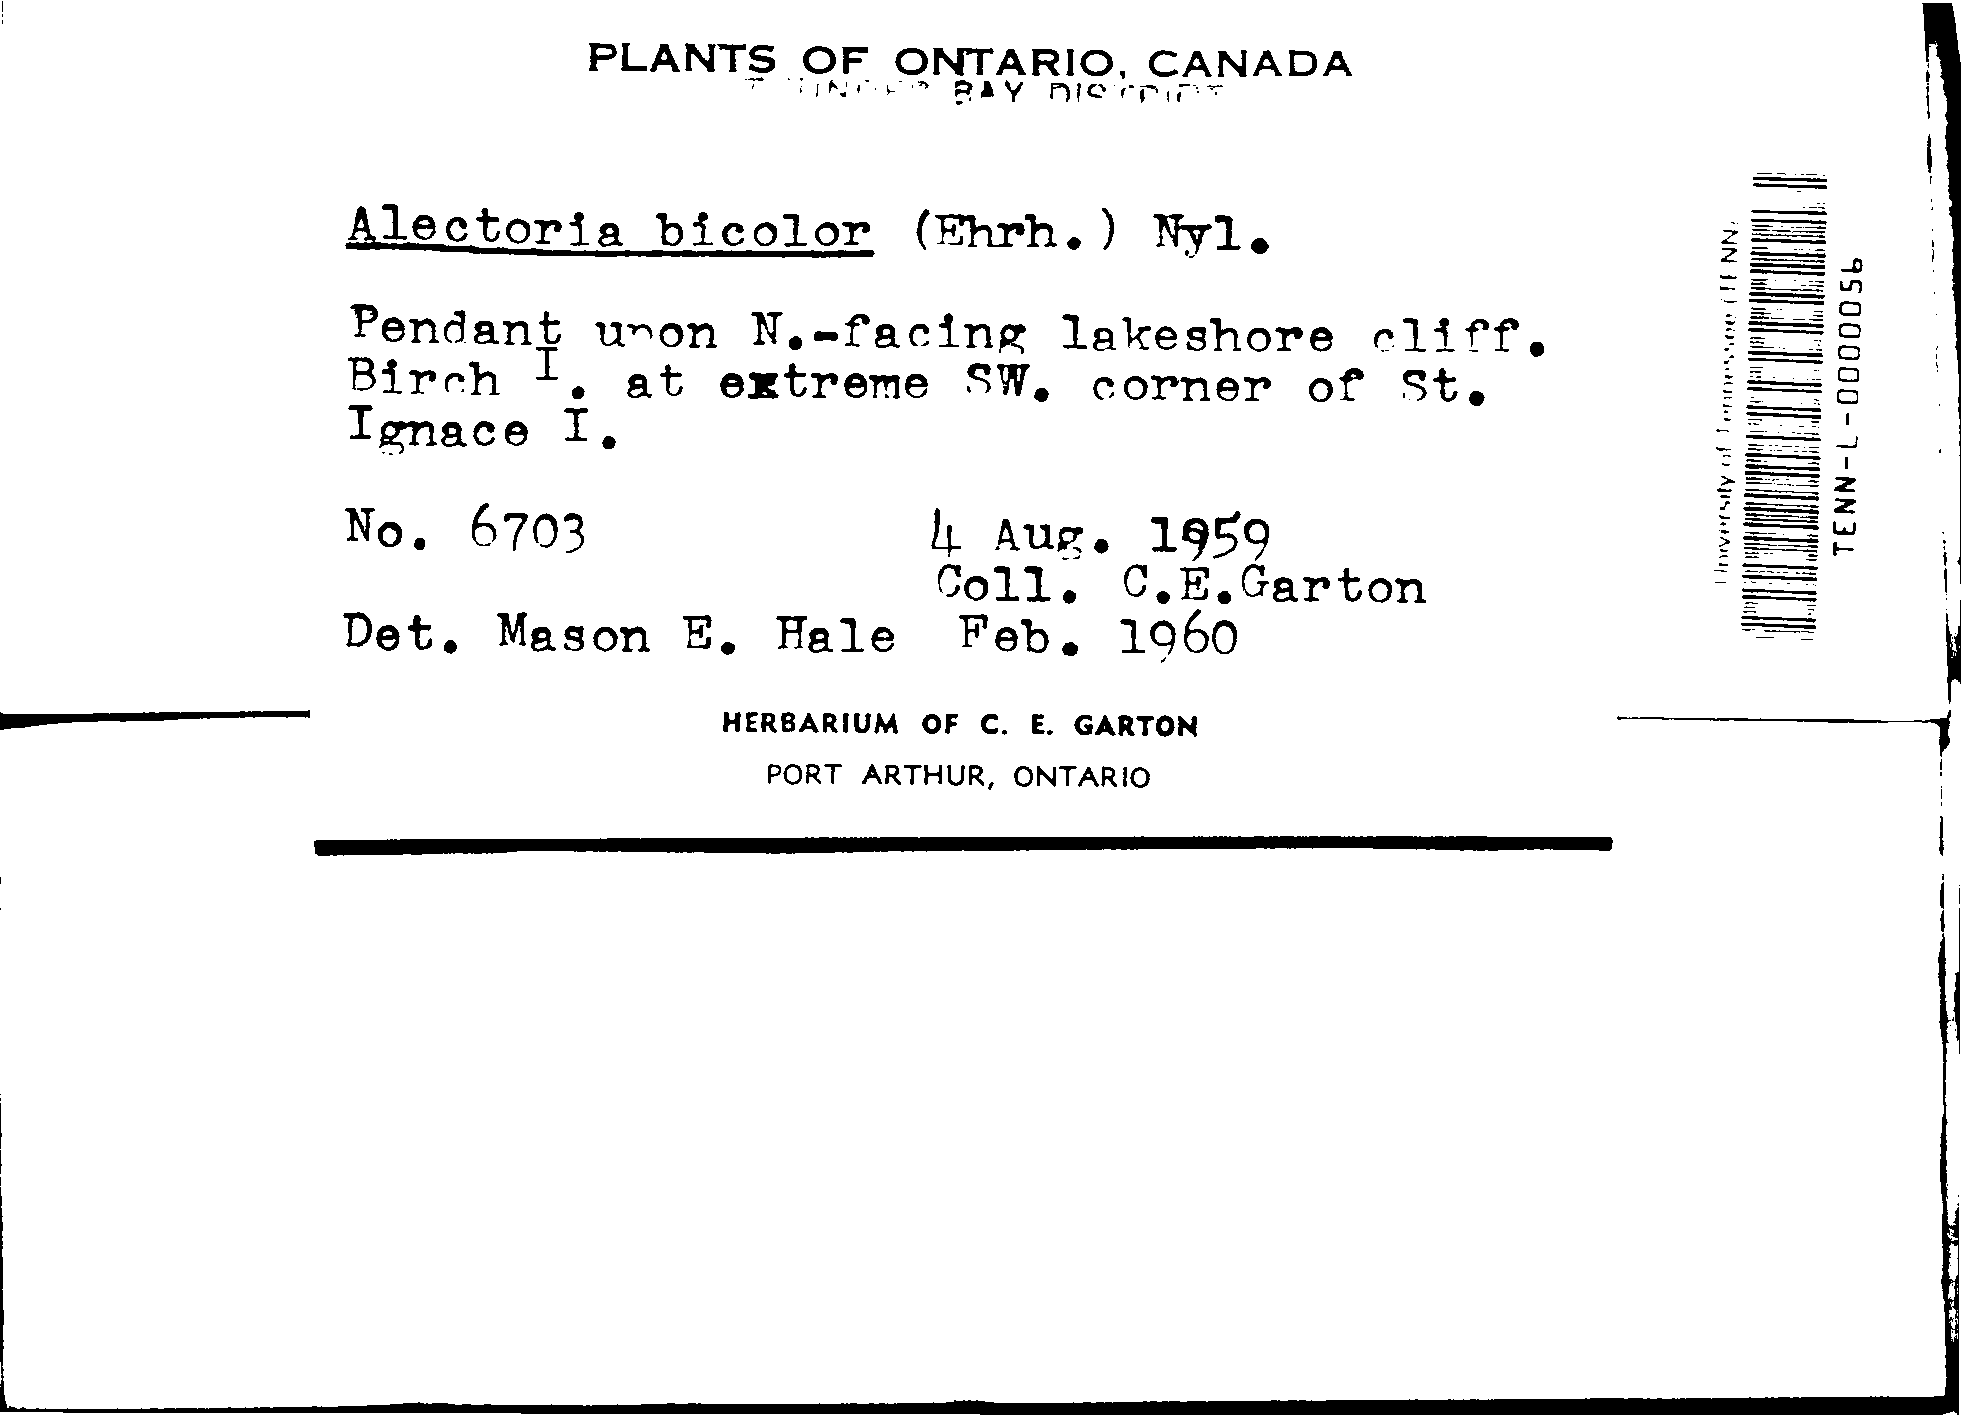 PLANTS OF ONTARIO, CANADA
THUNDER BAY DISTRICT
Alectoria bicolor (Ehrh.) Nyl.
Pendant upon N.-facing lakeshore cliff.
Birch I. at extreme SW. corner of St.
Ignace I.
No. 6703 4 Aug. 1959
Coll. C.E.Garton
Det. Mason E. Hale Feb. 1960
HERBARIUM OF C. E. GARTON
PORT ARTHUR, ONTARIO
University of Tennessee (TENN)
TENN-L-0000056